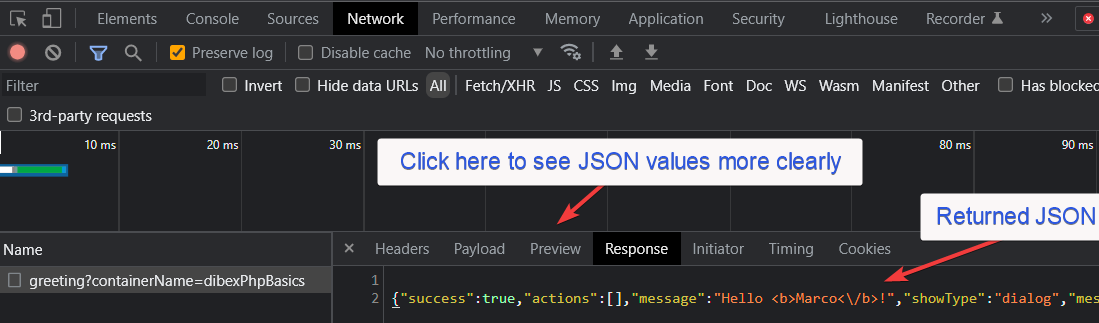 Elements Console Sources Network Performance Memory Application Security Lighthouse Recorder
Preserve log Disable cache No throttling
Filter Invert Hide data URLs All Fetch/XHR JS CSS Img Media Font Doc WS Wasm Manifest Other Has blocked
3rd-party requests
10 ms 20 ms 30 ms 80 ms 90 ms
Click here to see JSON values more clearly
Returned JSON
Name × Headers Payload Preview Response Initiator Timing Cookies
greeting?containerName=dibexPhpBasics
1
2 {"success":true,"actions":[],"message":"Hello <b>Marco<\/b>!","showType":"dialog","mes